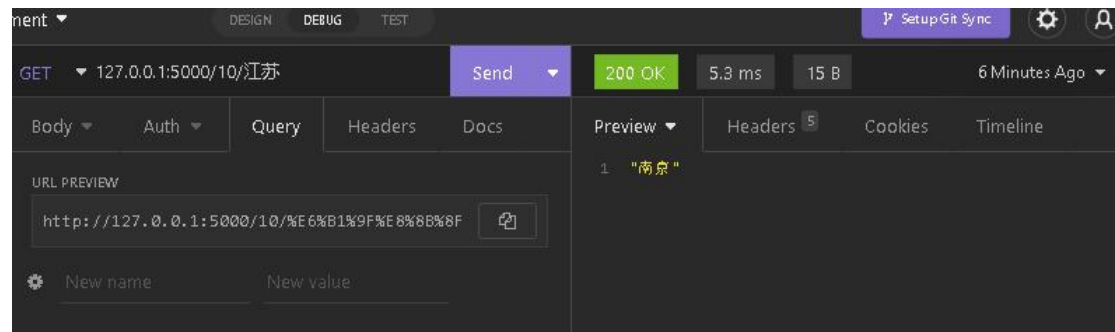 ment
DESIGN DEBUG TEST
Setup Git Sync
GET 127.0.0.1:5000/10/江苏 Send
200 OK 5.3 ms 15 B 6 Minutes Ago
Body Auth Query Headers Docs
Preview Headers 5 Cookies Timeline
1 "南京"
URL PREVIEW
http://127.0.0.1:5000/10/%E6%B1%9F%E8%8B%8F
New name New value